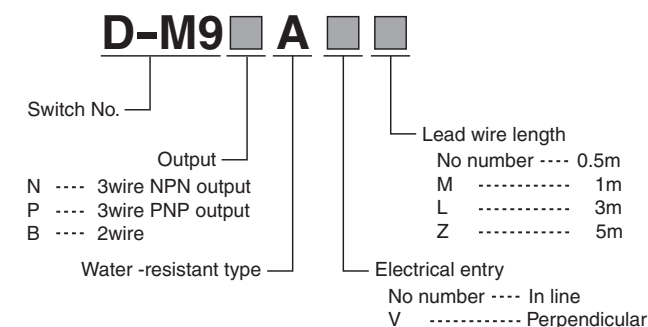 D-M9 A
Switch No.
Output
N ---- 3wire NPN output
P ---- 3wire PNP output
B ---- 2wire
Water -resistant type
Lead wire length
No number ---- 0.5m
M ------------ 1m
L ------------ 3m
Z ------------ 5m
Electrical entry
No number ---- In line
V ------------ Perpendicular